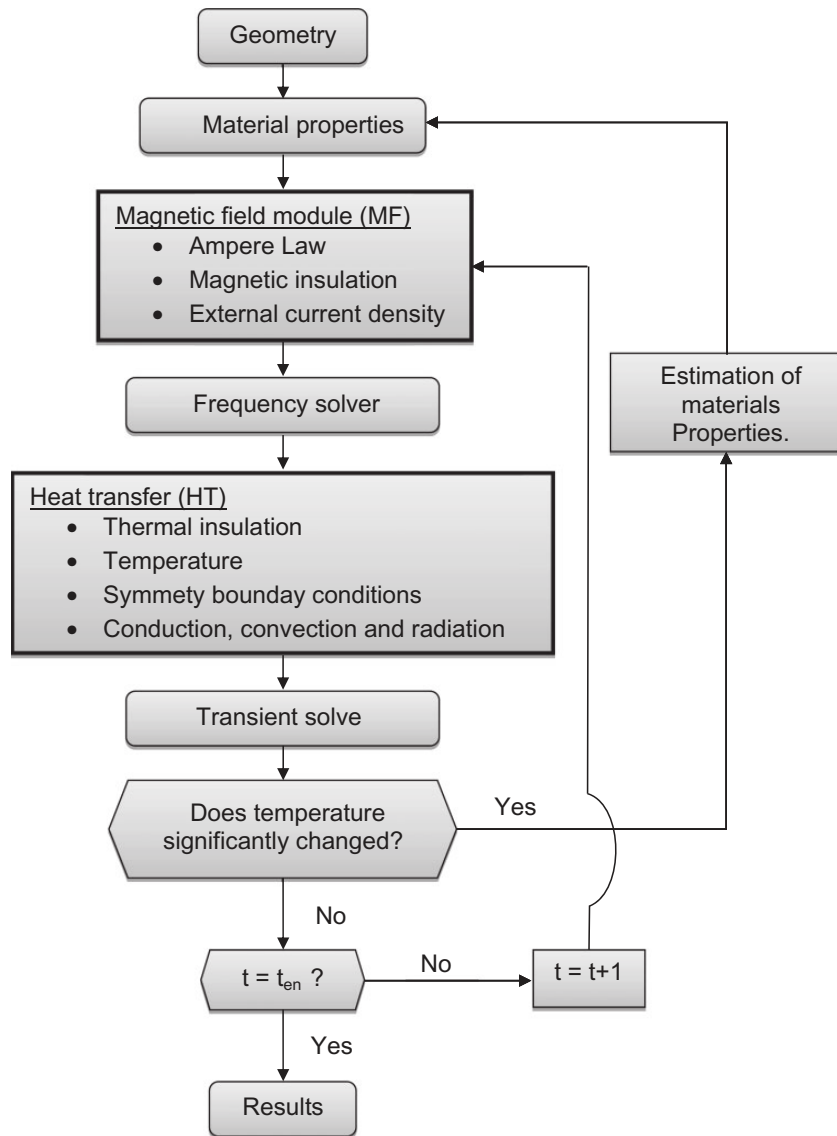 Geometry
Material properties
Magnetic field module (MF)
• Ampere Law
• Magnetic insulation
• External current density
Frequency solver
Heat transfer (HT)
• Thermal insulation
• Temperature
• Symmety bounday conditions
• Conduction, convection and radiation
Transient solve
Does temperature
significantly changed?
Yes
Estimation of
materials
Properties.
No
t = t_en ?
No
t = t+1
Yes
Results